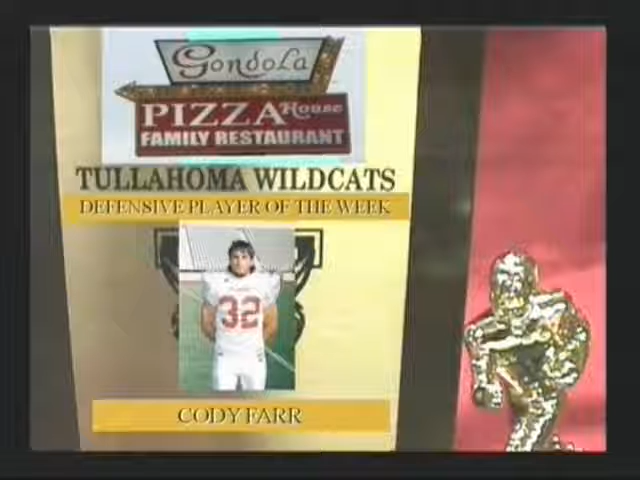 Gondola
PIZZA House
FAMILY RESTAURANT
TULLAHOMA WILDCATS
DEFENSIVE PLAYER OF THE WEEK
32
CODY FARR